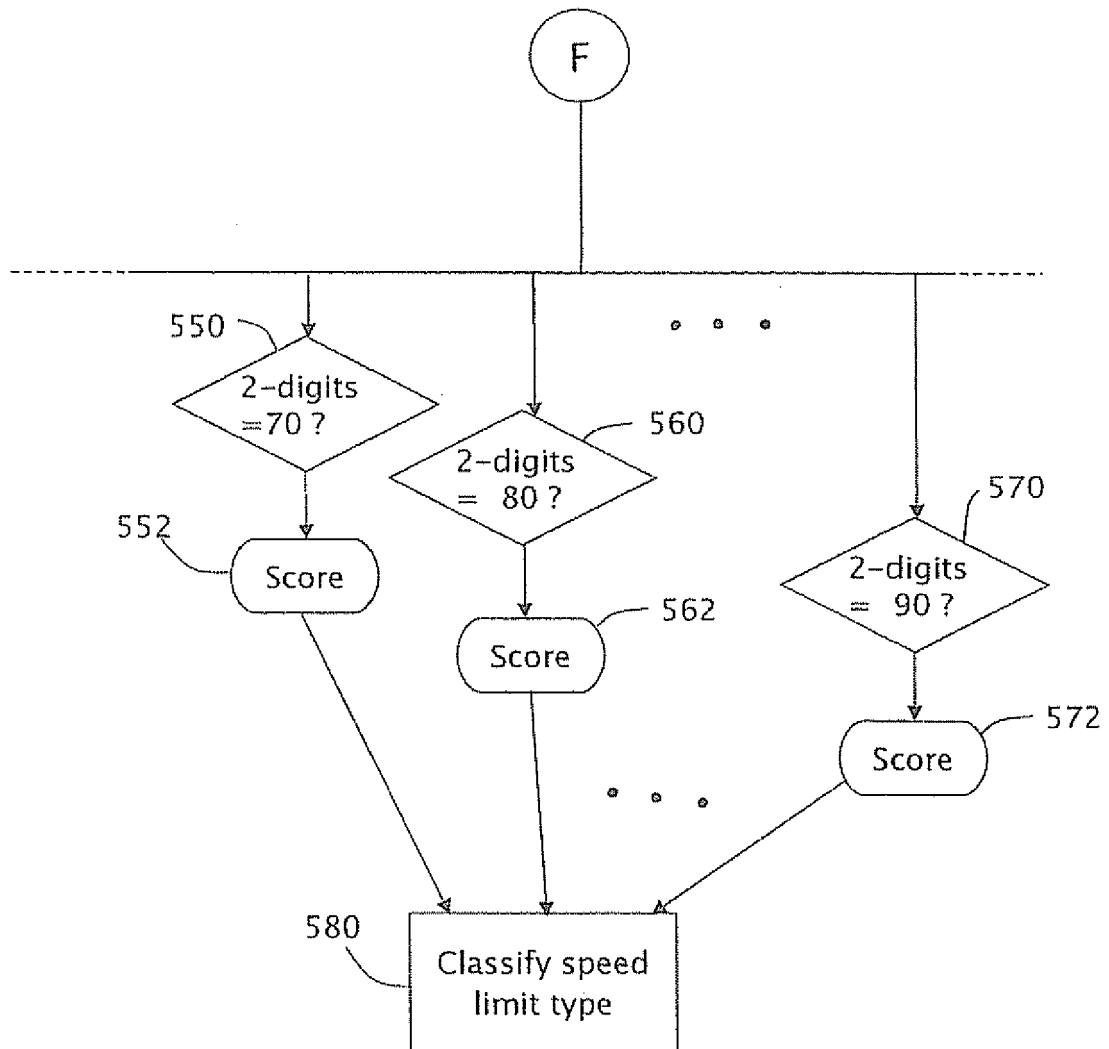 F
550
2-digits
=70 ?
560
2-digits
= 80 ?
570
2-digits
= 90 ?
552
Score
562
Score
572
Score
580
Classify speed
limit type